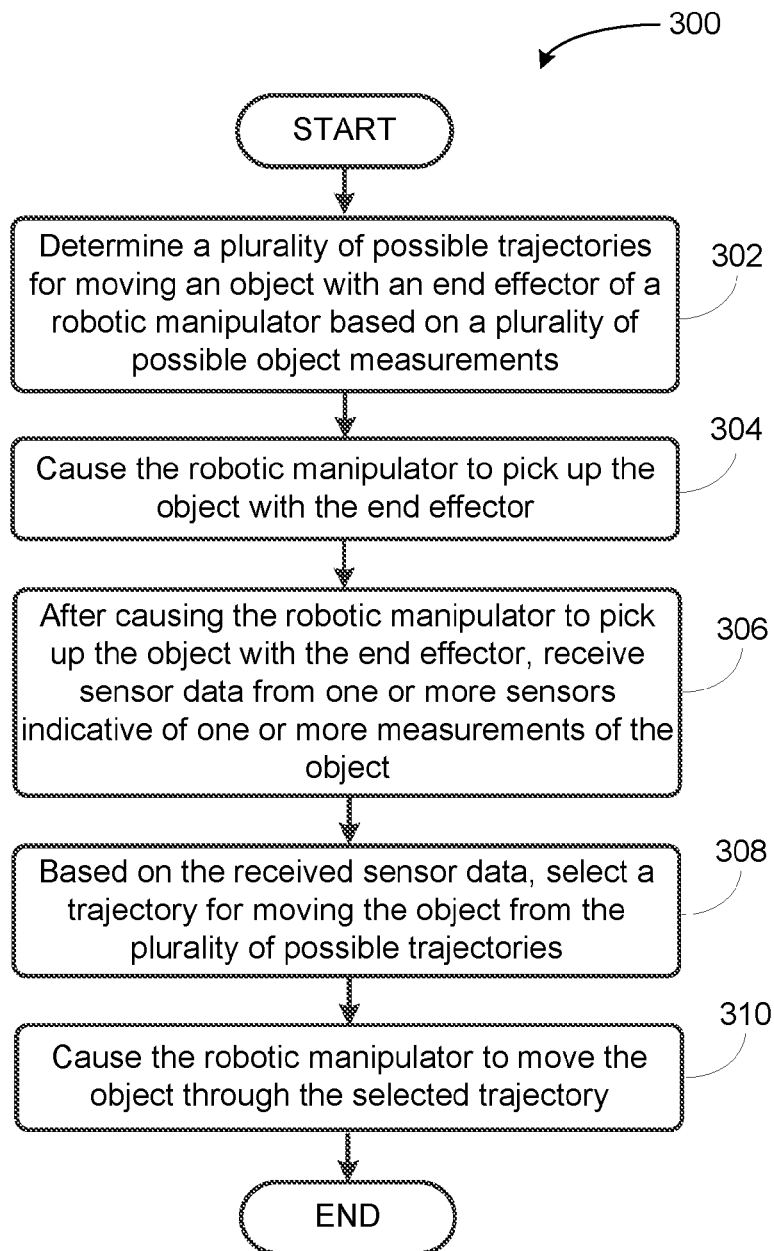 300
START
Determine a plurality of possible trajectories
for moving an object with an end effector of a
robotic manipulator based on a plurality of
possible object measurements
302
304
Cause the robotic manipulator to pick up the
object with the end effector
After causing the robotic manipulator to pick
up the object with the end effector, receive
sensor data from one or more sensors
indicative of one or more measurements of the
object
306
308
Based on the received sensor data, select a
trajectory for moving the object from the
plurality of possible trajectories
310
Cause the robotic manipulator to move the
object through the selected trajectory
END